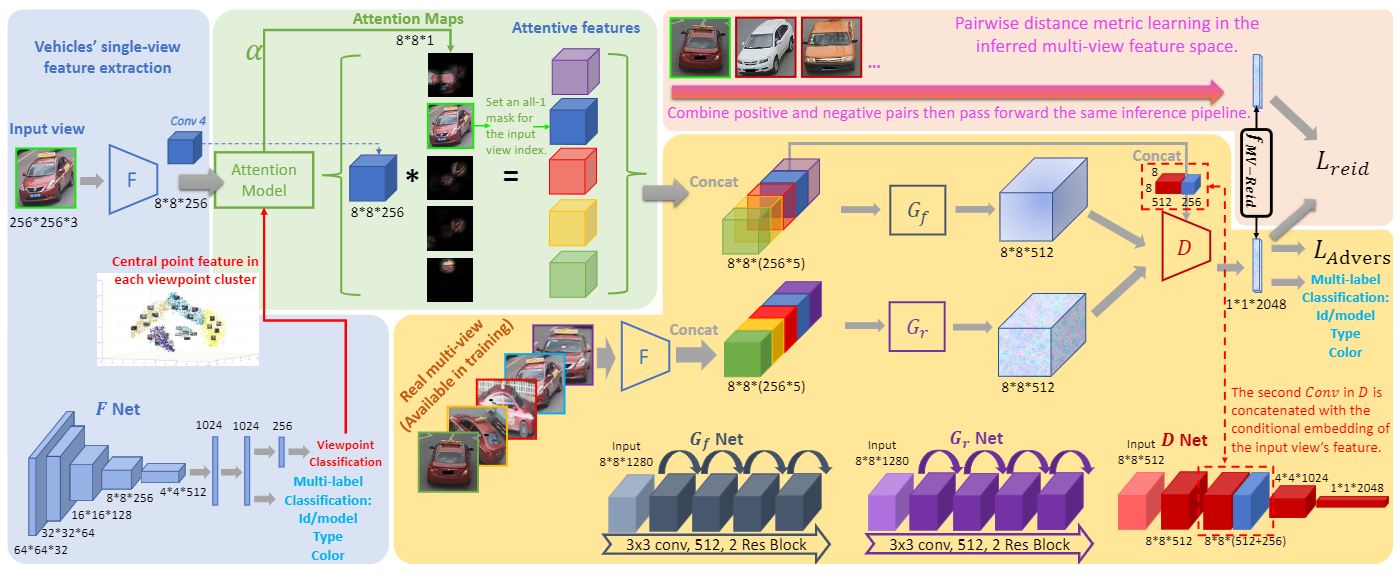 Vehicles' single-view
feature extraction
Input view
256*256*3
F
Conv 4
8*8*256
α
Attention
Model
Attention Maps
8*8*1
8*8*256
*
=
Set an all-1
mask for
the input
view index.
Attentive features
Central point feature in
each viewpoint cluster
F Net
64*64*32
32*32*64
16*16*128
8*8*256
4*4*512
1024
1024
256
Viewpoint
Classification
Multi-label
Classification:
Id/model
Type
Color
Pairwise distance metric learning in the
inferred multi-view feature space.
...
Combine positive and negative pairs then pass forward the same inference pipeline.
f MV-Reid
L_reid
Concat
8*8*(256*5)
G_f
8*8*512
Concat
8
8
512
256
D
1*1*2048
L_Advers
Multi-label
Classification:
Id/model
Type
Color
Real multi-view
(Available in training)
F
Concat
8*8*(256*5)
G_r
8*8*512
The second Conv in D is
concatenated with the
conditional embedding of
the input view's feature.
G_f Net
Input
8*8*1280
3x3 conv, 512, 2 Res Block
G_r Net
Input
8*8*1280
3x3 conv, 512, 2 Res Block
D Net
Input
8*8*512
8*8*512
8*8*(512+256)
4*4*1024
1*1*2048